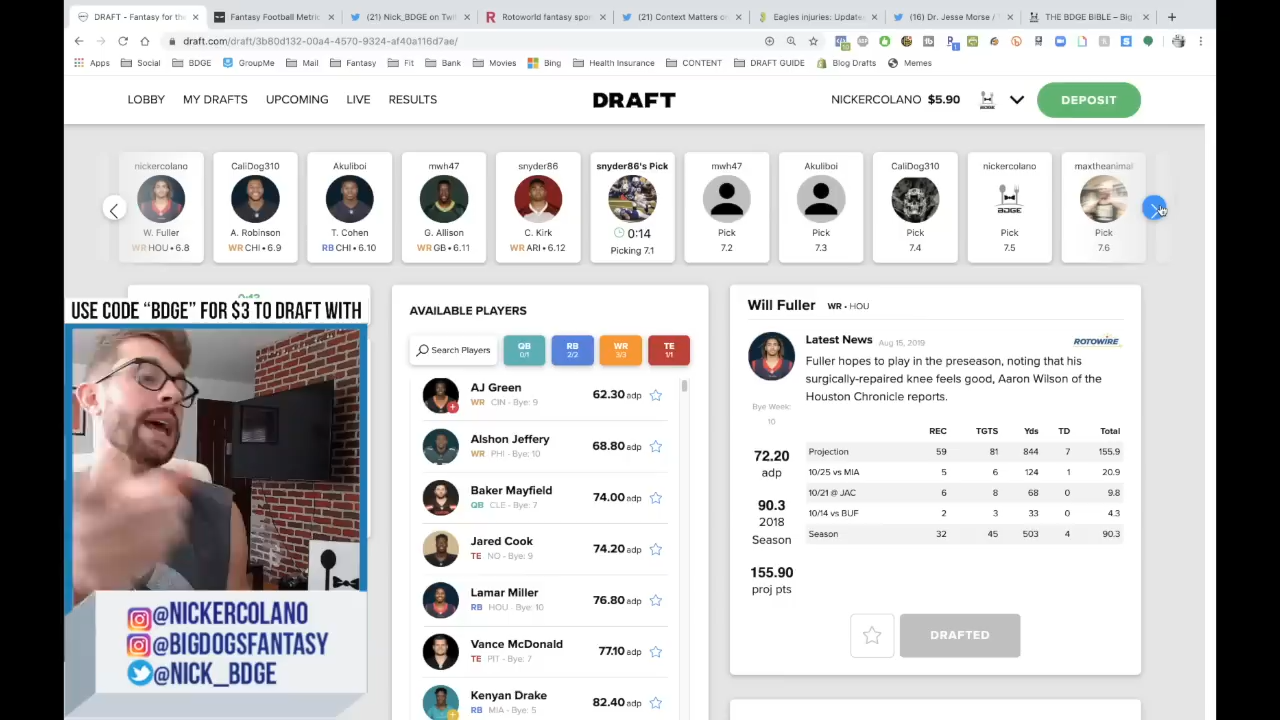 DRAFT - Fantasy for the
Fantasy Football Metric
(21) Nick_BDGE on Twi
Rotoworld fantasy spor
(21) Context Matters o
Eagles injuries: Update
(16) Dr. Jesse Morse /
THE BDGE BIBLE – Big
draft.com/draft/3b80d132-00a4-4570-9324-af40a116d7ae/
Apps Social BDGE GroupMe Mail Fantasy Fit Bank Movies Bing Health Insurance CONTENT DRAFT GUIDE Blog Drafts Memes
LOBBY MY DRAFTS UPCOMING LIVE RESULTS
DRAFT
NICKERCOLANO $5.90
DEPOSIT
nickercolano CaliDog310 Akuliboi mwh47 snyder86 snyder86's Pick mwh47 Akuliboi CaliDog310 nickercolano maxtheanimal
BDGE
W. Fuller A. Robinson T. Cohen G. Allison C. Kirk 0:14 Pick Pick Pick Pick Pick
WR HOU • 6.8 WR CHI • 6.9 RB CHI • 6.10 WR GB • 6.11 WR ARI • 6.12 Picking 7.1 7.2 7.3 7.4 7.5 7.6
USE CODE "BDGE" FOR $3 TO DRAFT WITH
@NICKERCOLANO
@BIGDOGSFANTASY
@NICK_BDGE
AVAILABLE PLAYERS
Search Players
QB 0/1
RB 2/2
WR 3/3
TE 1/1
AJ Green
WR CIN - Bye: 9
62.30 adp
Alshon Jeffery
WR PHI - Bye: 10
68.80 adp
Baker Mayfield
QB CLE - Bye: 7
74.00 adp
Jared Cook
TE NO - Bye: 9
74.20 adp
Lamar Miller
RB HOU - Bye: 10
76.80 adp
Vance McDonald
TE PIT - Bye: 7
77.10 adp
Kenyan Drake
RB MIA - Bye: 5
82.40 adp
Will Fuller WR • HOU
Latest News Aug 15, 2019
ROTOWIRE
Fuller hopes to play in the preseason, noting that his
surgically-repaired knee feels good, Aaron Wilson of the
Houston Chronicle reports.
Bye Week:
10
72.20
adp
90.3
2018
Season
155.90
proj pts
REC TGTS Yds TD Total
Projection 59 81 844 7 155.9
10/25 vs MIA 5 6 124 1 20.9
10/21 @ JAC 6 8 68 0 9.8
10/14 vs BUF 2 3 33 0 4.3
Season 32 45 503 4 90.3
DRAFTED